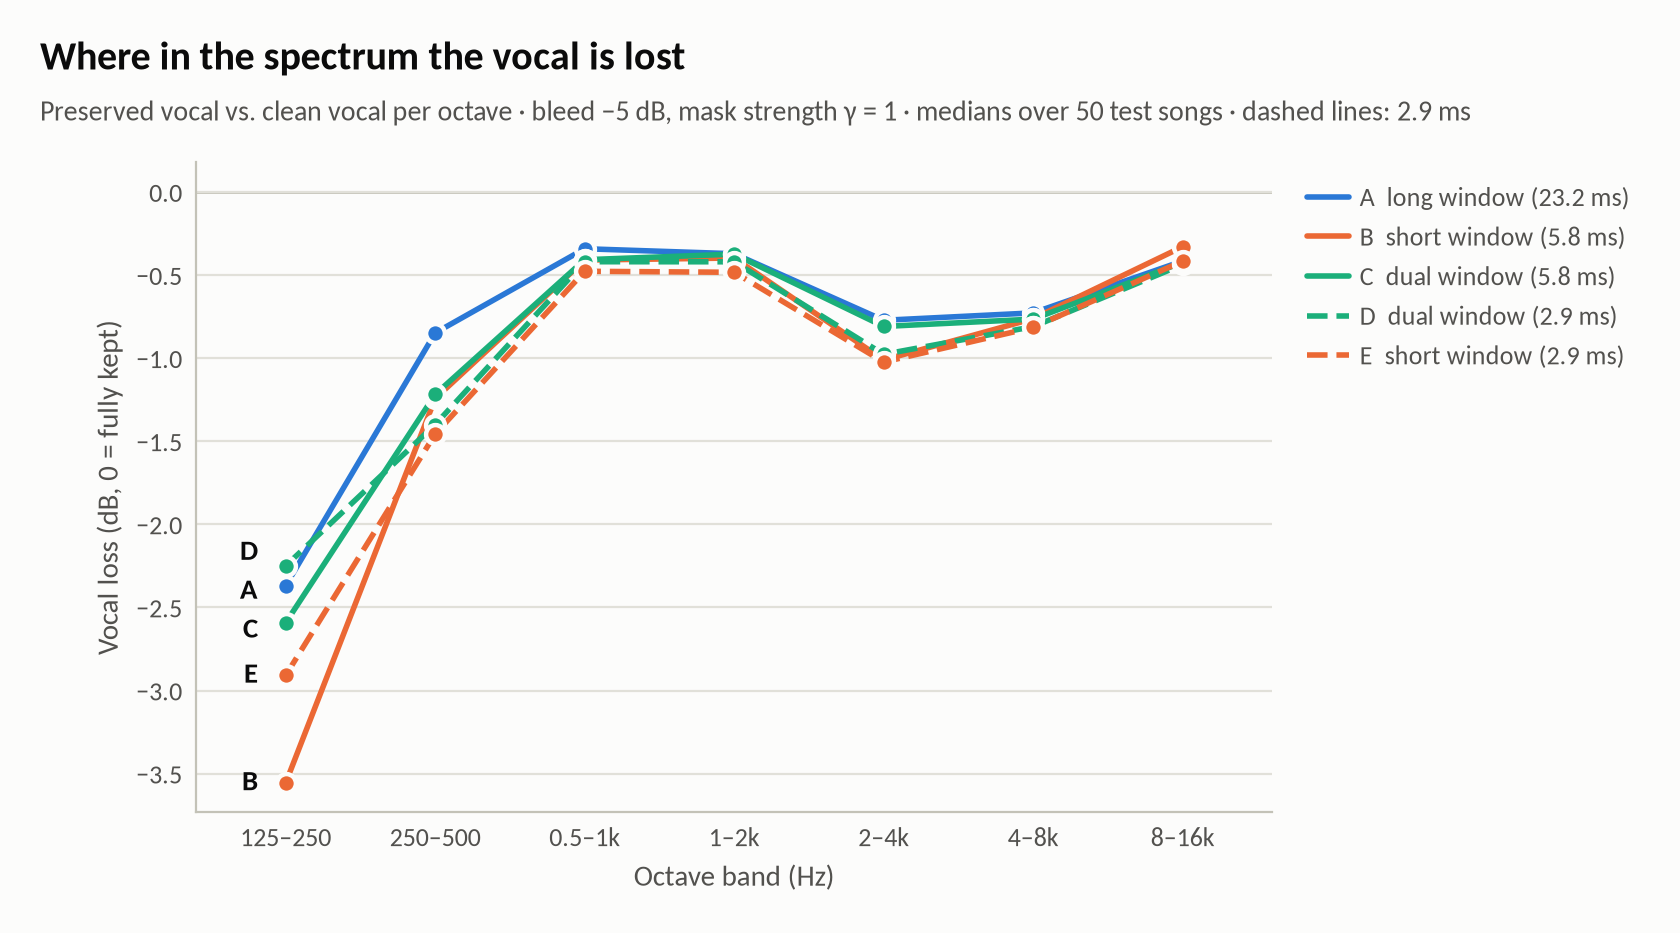 Where in the spectrum the vocal is lost
Preserved vocal vs. clean vocal per octave · bleed −5 dB, mask strength γ = 1 · medians over 50 test songs · dashed lines: 2.9 ms
Vocal loss (dB, 0 = fully kept)
0.0
−0.5
−1.0
−1.5
−2.0
−2.5
−3.0
−3.5
D
A
C
E
B
125–250 250–500 0.5–1k 1–2k 2–4k 4–8k 8–16k
Octave band (Hz)
A long window (23.2 ms)
B short window (5.8 ms)
C dual window (5.8 ms)
D dual window (2.9 ms)
E short window (2.9 ms)